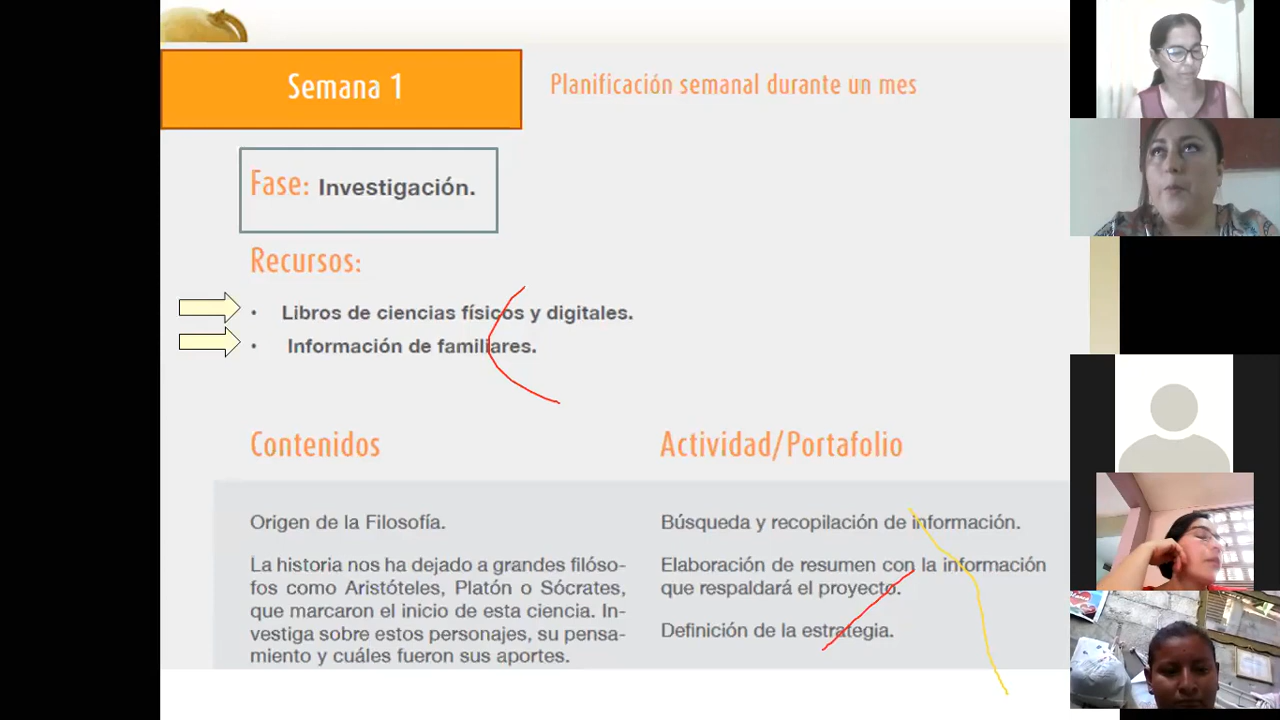 Semana 1
Planificación semanal durante un mes
Fase: Investigación.
Recursos:
• Libros de ciencias físicos y digitales.
• Información de familiares.
Contenidos
Origen de la Filosofía.
La historia nos ha dejado a grandes filóso-
fos como Aristóteles, Platón o Sócrates,
que marcaron el inicio de esta ciencia. In-
vestiga sobre estos personajes, su pensa-
miento y cuáles fueron sus aportes.
Actividad/Portafolio
Búsqueda y recopilación de información.
Elaboración de resumen con la información
que respaldará el proyecto.
Definición de la estrategia.